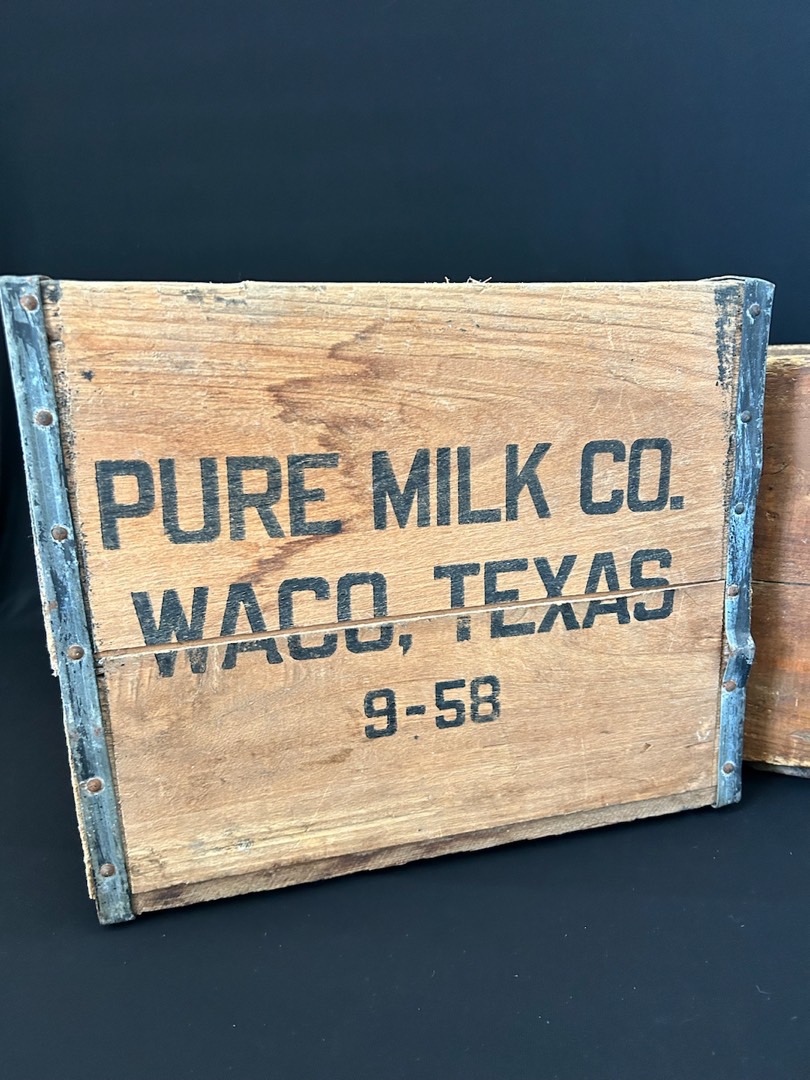 PURE MILK CO.
WACO, TEXAS
9-58